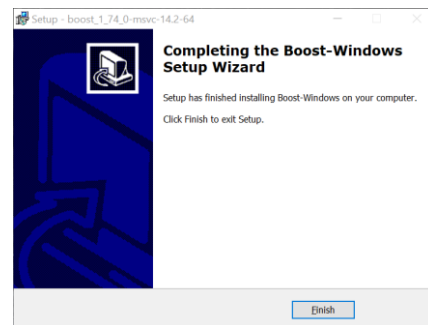 Setup - boost_1_74_0-msvc-14.2-64
Completing the Boost-Windows
Setup Wizard
Setup has finished installing Boost-Windows on your computer.
Click Finish to exit Setup.
Finish